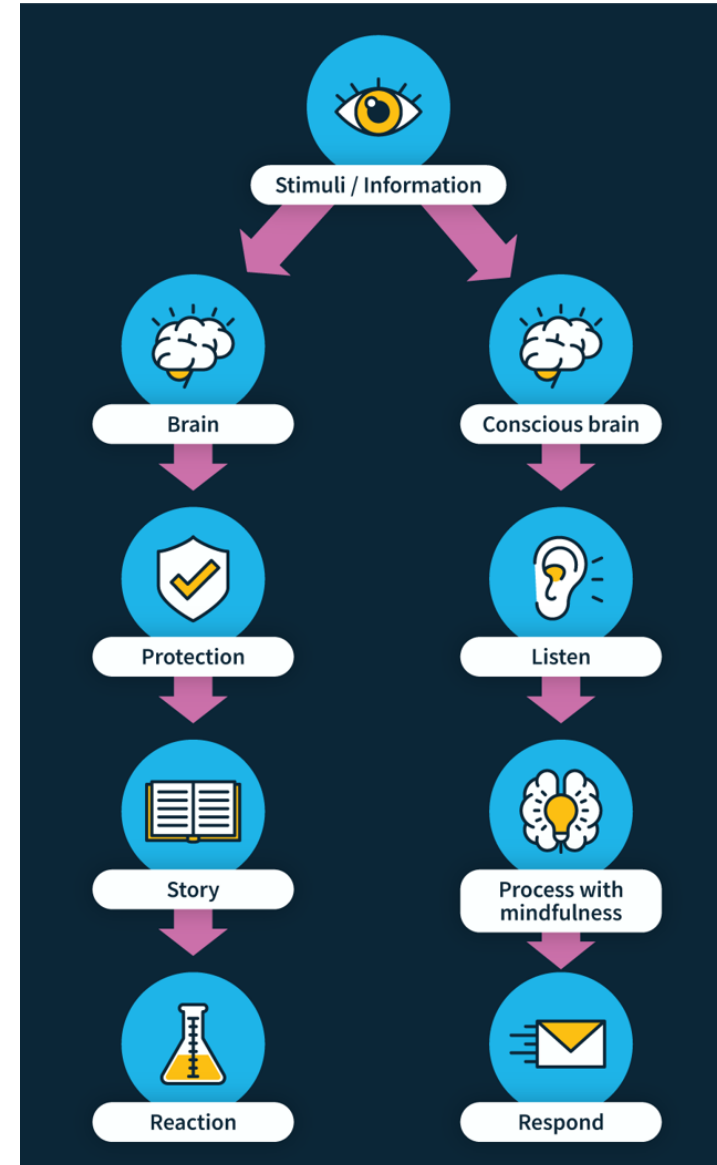 Stimuli / Information
Brain
Conscious brain
Protection
Listen
Story
Process with
mindfulness
Reaction
Respond